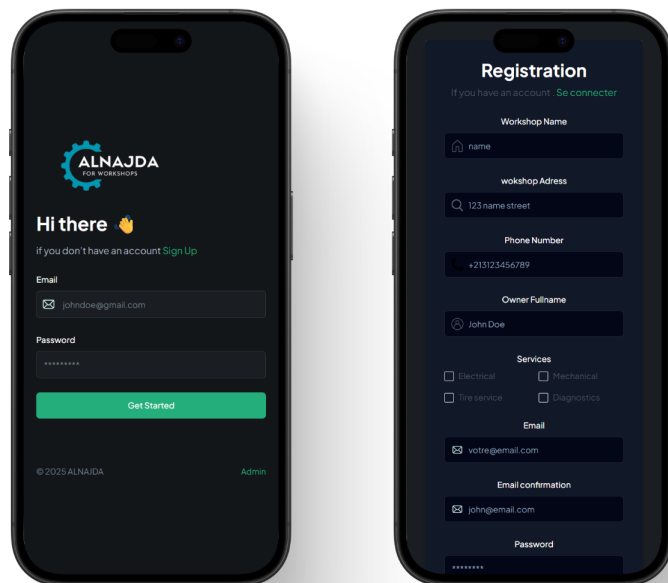 ALNAJDA
FOR WORKSHOPS
Hi there 👋
if you don't have an account Sign Up
Email
johndoe@gmail.com
Password
•••••••••
Get Started
© 2025 ALNAJDA
Admin
Registration
If you have an account . Se connecter
Workshop Name
name
wokshop Adress
123 name street
Phone Number
+213123456789
Owner Fullname
John Doe
Services
Electrical
Mechanical
Tire service
Diagnostics
Email
votre@email.com
Email confirmation
john@email.com
Password
••••••••